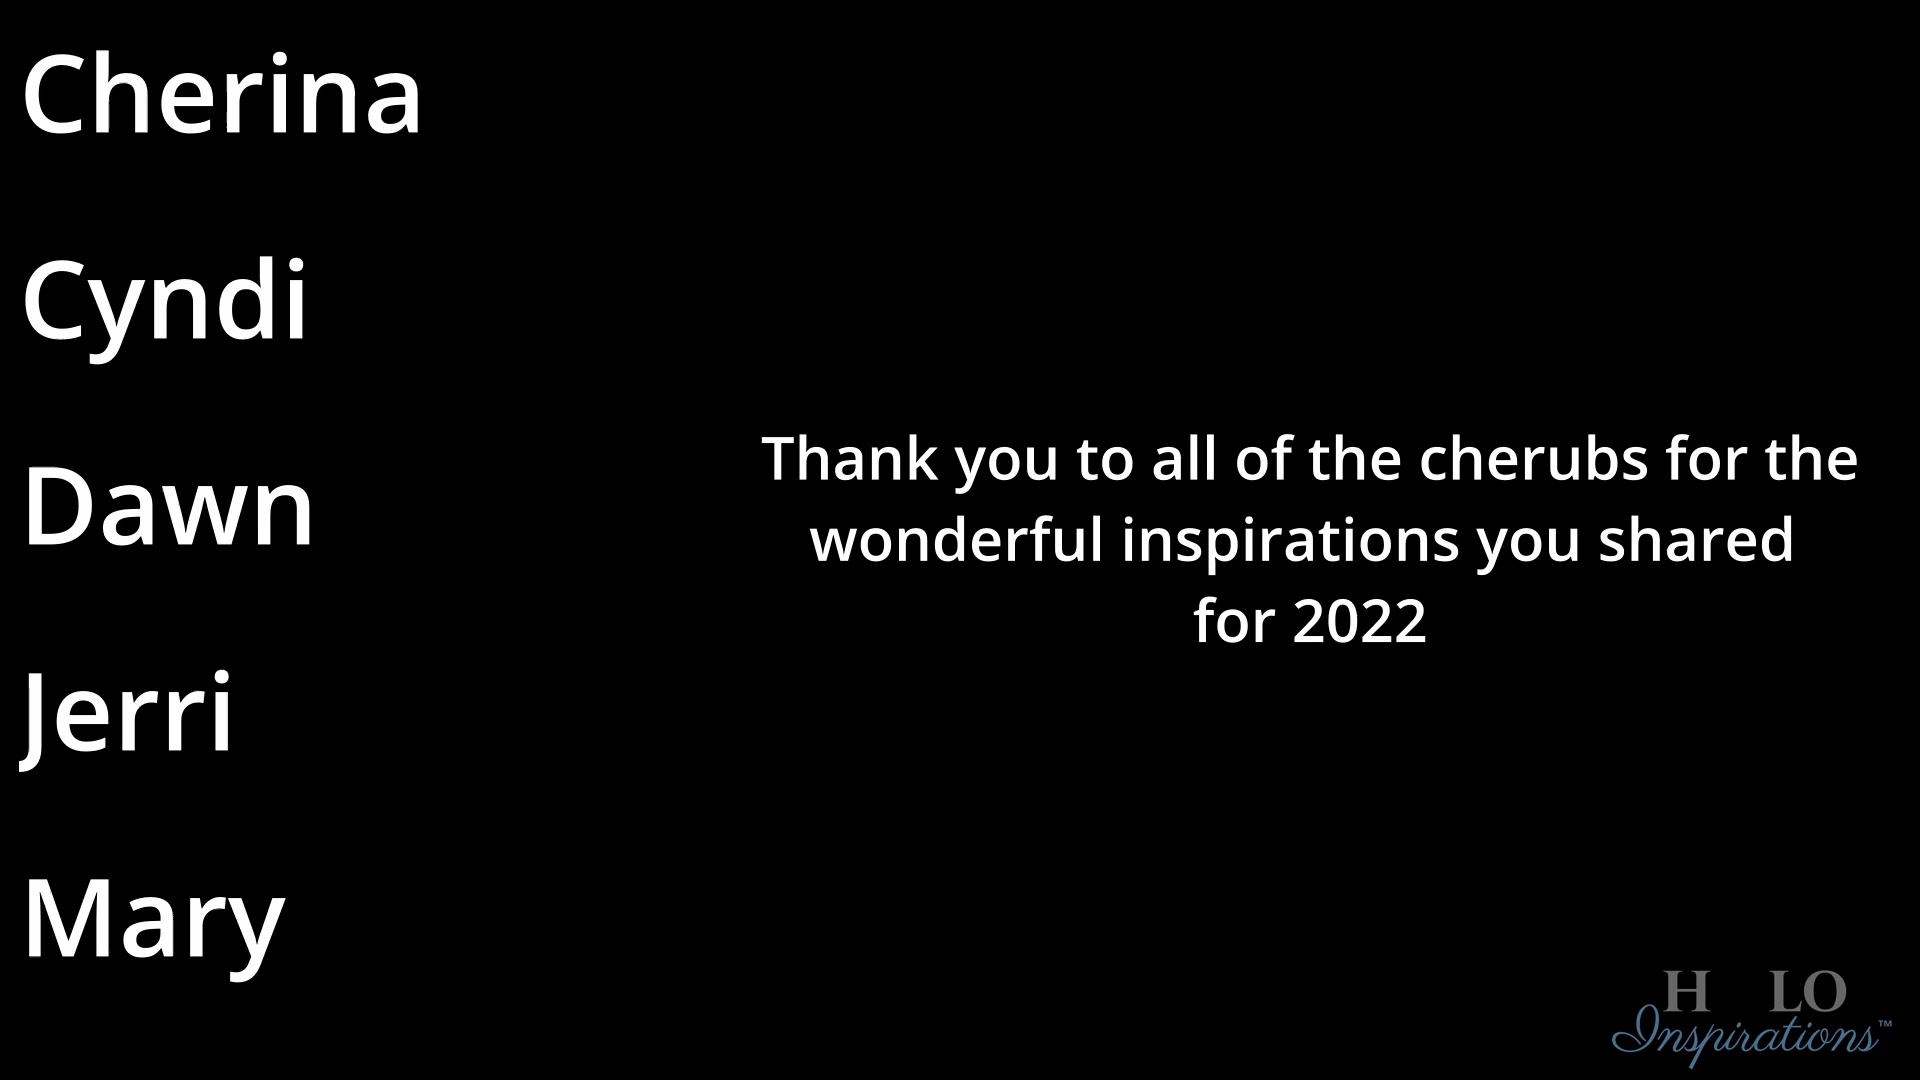 Cherina
Cyndi
Dawn
Jerri
Mary
Thank you to all of the cherubs for the
wonderful inspirations you shared
for 2022
H LO
Inspirations™